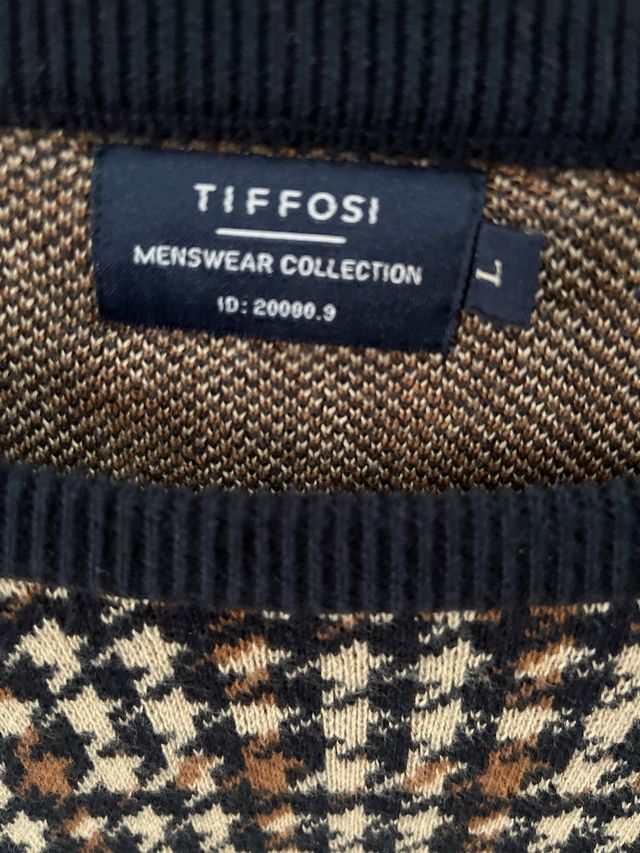 TIFFOSI
MENSWEAR COLLECTION
ID: 20090.9
L